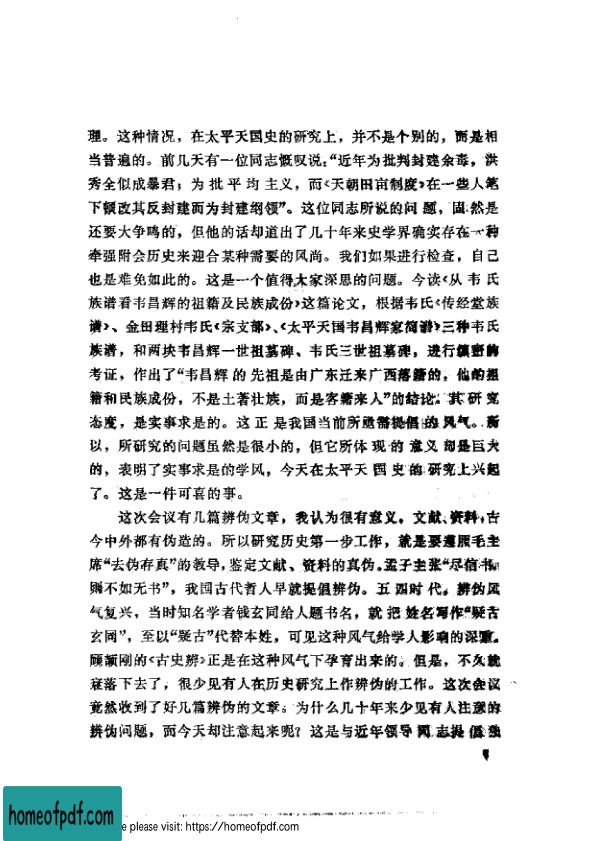 理。这种情况，在太平天国史的研究上，并不是个别的，而是相
当普遍的。前几天有一位同志慨叹说：“近年为批判封建余毒，洪
秀全似成暴君；为批平均主义，而《天朝田亩制度》在一些人笔
下顿改其反封建而为封建纲领”。这位同志所说的问题，固然是
还要大争鸣的，但他的话却道出了几十年来史学界确实存在一种
牵强附会历史来迎合某种需要的风尚。我们如果进行检查，自己
也是难免如此的。这是一个值得大家深思的问题。今读《从韦氏
族谱看韦昌辉的祖籍及民族成份》这篇论文，根据韦氏《传经堂族
谱》、金田理村韦氏《宗支部》、《太平天国韦昌辉家简谱》三种韦氏
族谱，和两块韦昌辉一世祖墓碑、韦氏三世祖墓碑，进行缜密的
考证，作出了“韦昌辉的先祖是由广东迁来广西落籍的，他的祖
籍和民族成份，不是土著壮族，而是客籍来人”的结论。其研究
态度，是实事求是的。这正是我国当前所亟需提倡的风气。所
以，所研究的问题虽然是很小的，但它所体现的意义却是巨大
的，表明了实事求是的学风，今天在太平天国史的研究上兴起
了。这是一件可喜的事。
这次会议有几篇辨伪文章，我认为很有意义。文献、资料，古
今中外都有伪造的。所以研究历史第一步工作，就是要遵照毛主
席“去伪存真”的教导，鉴定文献、资料的真伪。孟子主张“尽信书，
则不如无书”，我国古代哲人早就提倡辨伪。五四时代，辨伪风
气复兴，当时知名学者钱玄同给人题书名，就把姓名写作“疑古
玄同”，至以“疑古”代替本姓，可见这种风气给学人影响的深重。
顾颉刚的《古史辨》正是在这种风气下孕育出来的。但是，不久就
衰落下去了，很少见有人在历史研究上作辨伪的工作。这次会议
竟然收到了好几篇辨伪的文章。为什么几十年来少见有人注意的
辨伪问题，而今天却注意起来呢？这是与近年领导同志提倡独
homeofpdf.com
e please visit: https://homeofpdf.com